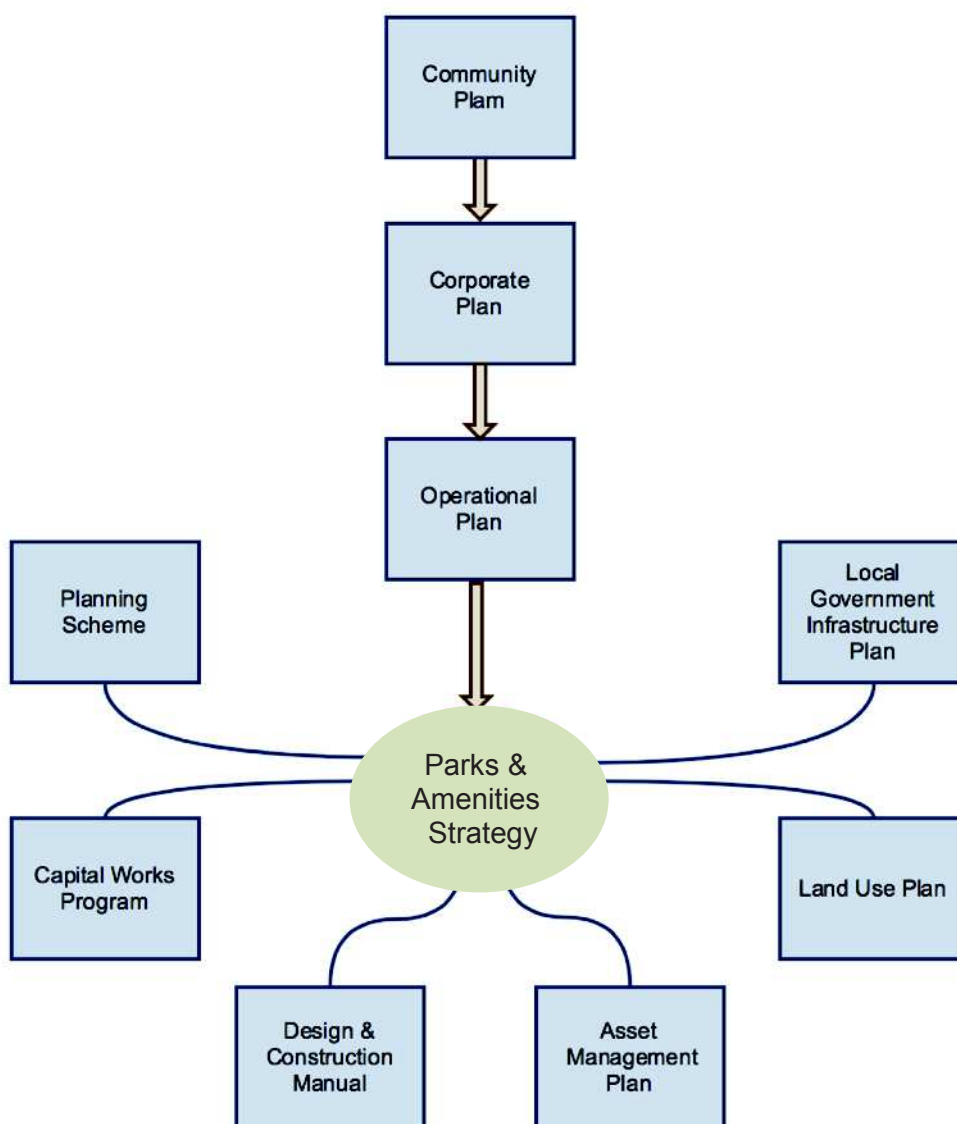 Community
Plam
Corporate
Plan
Operational
Plan
Planning
Scheme
Local
Government
Infrastructure
Plan
Parks &
Amenities
Strategy
Capital Works
Program
Land Use Plan
Design &
Construction
Manual
Asset
Management
Plan